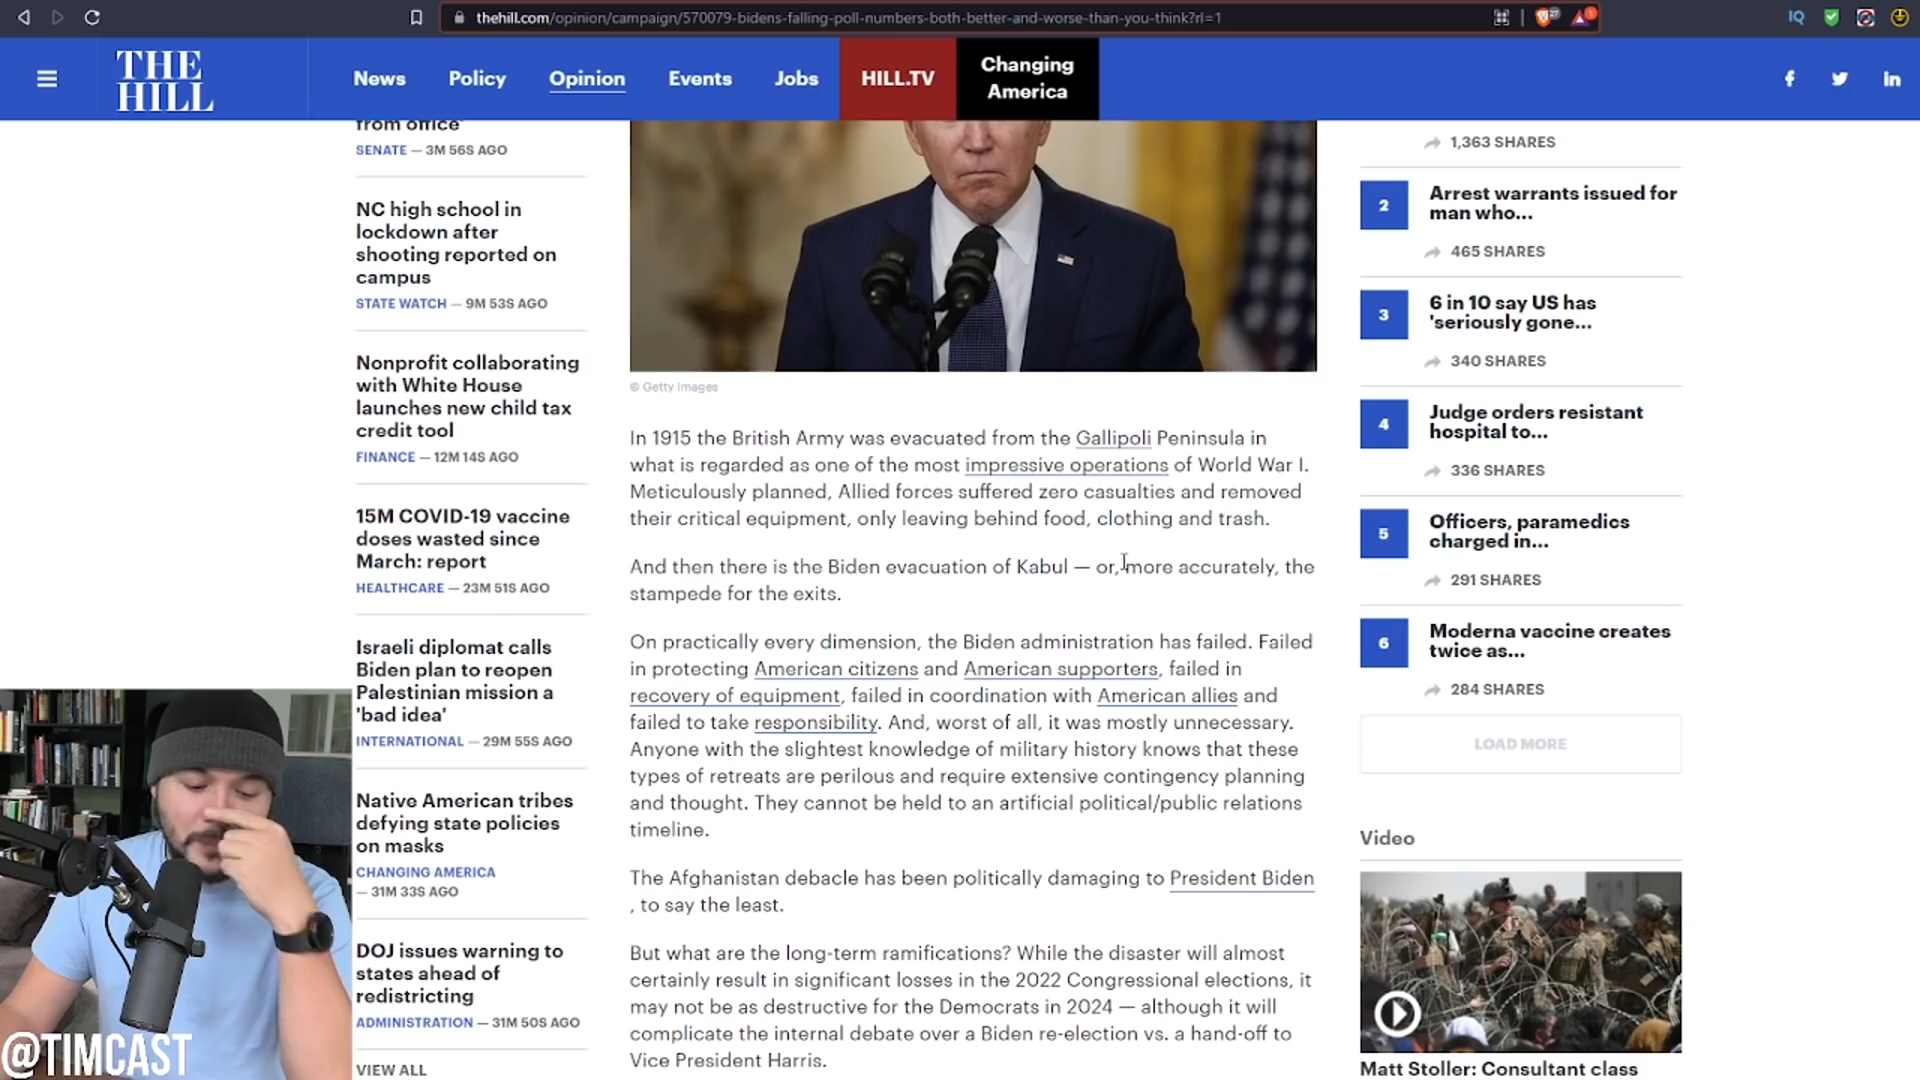 thehill.com/opinion/campaign/570079-bidens-falling-poll-numbers-both-better-and-worse-than-you-think?rl=1
THE
HILL
News
Policy
Opinion
Events
Jobs
HILL.TV
Changing
America
from office'
SENATE — 3M 56S AGO
NC high school in
lockdown after
shooting reported on
campus
STATE WATCH — 9M 53S AGO
Nonprofit collaborating
with White House
launches new child tax
credit tool
FINANCE — 12M 14S AGO
15M COVID-19 vaccine
doses wasted since
March: report
HEALTHCARE — 23M 51S AGO
Israeli diplomat calls
Biden plan to reopen
Palestinian mission a
'bad idea'
INTERNATIONAL — 29M 55S AGO
Native American tribes
defying state policies
on masks
CHANGING AMERICA
— 31M 33S AGO
DOJ issues warning to
states ahead of
redistricting
ADMINISTRATION — 31M 50S AGO
VIEW ALL
@TIMCAST
© Getty Images
In 1915 the British Army was evacuated from the Gallipoli Peninsula in
what is regarded as one of the most impressive operations of World War I.
Meticulously planned, Allied forces suffered zero casualties and removed
their critical equipment, only leaving behind food, clothing and trash.
And then there is the Biden evacuation of Kabul — or, more accurately, the
stampede for the exits.
On practically every dimension, the Biden administration has failed. Failed
in protecting American citizens and American supporters, failed in
recovery of equipment, failed in coordination with American allies and
failed to take responsibility. And, worst of all, it was mostly unnecessary.
Anyone with the slightest knowledge of military history knows that these
types of retreats are perilous and require extensive contingency planning
and thought. They cannot be held to an artificial political/public relations
timeline.
The Afghanistan debacle has been politically damaging to President Biden
, to say the least.
But what are the long-term ramifications? While the disaster will almost
certainly result in significant losses in the 2022 Congressional elections, it
may not be as destructive for the Democrats in 2024 — although it will
complicate the internal debate over a Biden re-election vs. a hand-off to
Vice President Harris.
1,363 SHARES
2
Arrest warrants issued for
man who...
465 SHARES
3
6 in 10 say US has
'seriously gone...
340 SHARES
4
Judge orders resistant
hospital to...
336 SHARES
5
Officers, paramedics
charged in...
291 SHARES
6
Moderna vaccine creates
twice as...
284 SHARES
LOAD MORE
Video
Matt Stoller: Consultant class